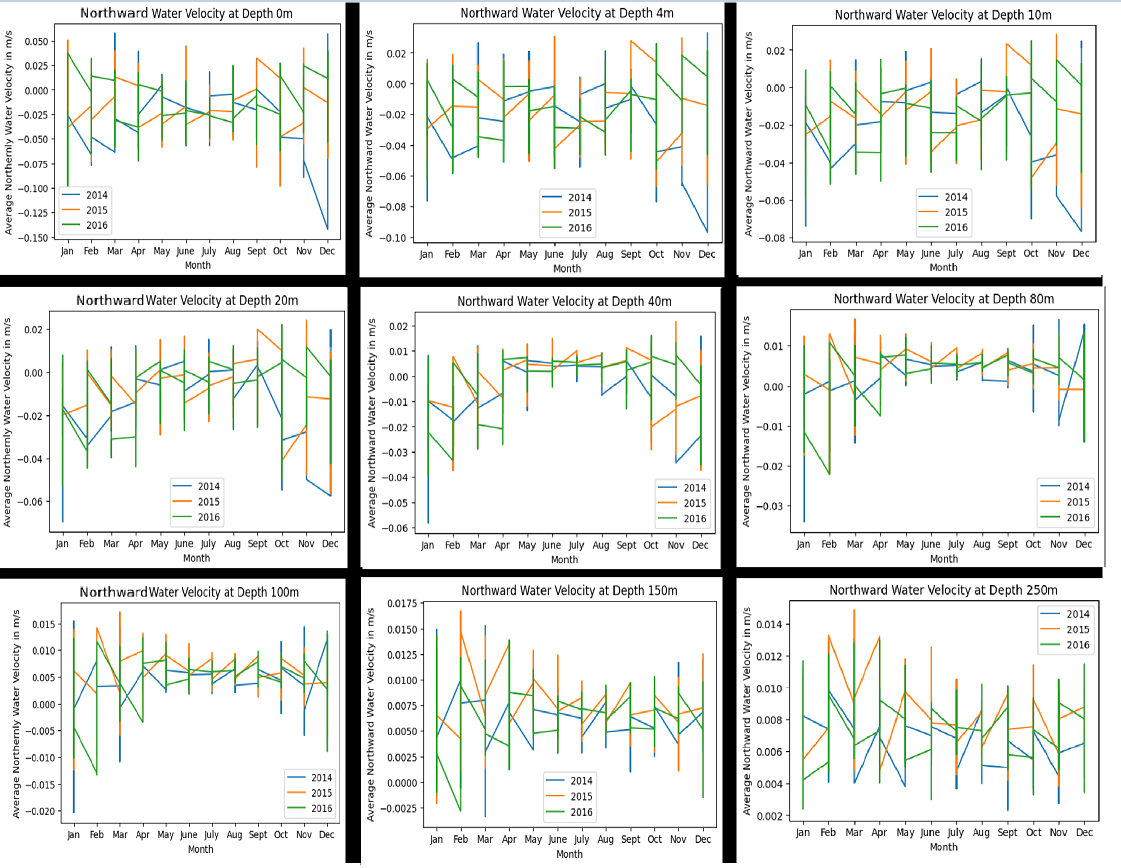 Northward Water Velocity at Depth 0m
Average Northernly Water Velocity in m/s
0.050
0.025
0.000
−0.025
−0.050
−0.075
−0.100
−0.125
−0.150
2014
2015
2016
Jan Feb Mar Apr May June July Aug Sept Oct Nov Dec
Month
Northward Water Velocity at Depth 4m
Average Northward Water Velocity in m/s
0.02
0.00
−0.02
−0.04
−0.06
−0.08
−0.10
2014
2015
2016
Jan Feb Mar Apr May June July Aug Sept Oct Nov Dec
Month
Northward Water Velocity at Depth 10m
Average Northward Water Velocity in m/s
0.02
0.00
−0.02
−0.04
−0.06
−0.08
2014
2015
2016
Jan Feb Mar Apr May June July Aug Sept Oct Nov Dec
Month
Northward Water Velocity at Depth 20m
Average Northernly Water Velocity in m/s
0.02
0.00
−0.02
−0.04
−0.06
2014
2015
2016
Jan Feb Mar Apr May June July Aug Sept Oct Nov Dec
Month
Northward Water Velocity at Depth 40m
Average Northward Water Velocity in m/s
0.02
0.01
0.00
−0.01
−0.02
−0.03
−0.04
−0.05
−0.06
2014
2015
2016
Jan Feb Mar Apr May June July Aug Sept Oct Nov Dec
Month
Northward Water Velocity at Depth 80m
Average Northward Water Velocity in m/s
0.01
0.00
−0.01
−0.02
−0.03
2014
2015
2016
Jan Feb Mar Apr May June July Aug Sept Oct Nov Dec
Month
Northward Water Velocity at Depth 100m
Average Northernly Water Velocity in m/s
0.015
0.010
0.005
0.000
−0.005
−0.010
−0.015
−0.020
2014
2015
2016
Jan Feb Mar Apr May June July Aug Sept Oct Nov Dec
Month
Northward Water Velocity at Depth 150m
Average Northward Water Velocity in m/s
0.0175
0.0150
0.0125
0.0100
0.0075
0.0050
0.0025
0.0000
−0.0025
2014
2015
2016
Jan Feb Mar Apr May June July Aug Sept Oct Nov Dec
Month
Northward Water Velocity at Depth 250m
Average Northward Water Velocity in m/s
0.014
0.012
0.010
0.008
0.006
0.004
0.002
2014
2015
2016
Jan Feb Mar Apr May June July Aug Sept Oct Nov Dec
Month